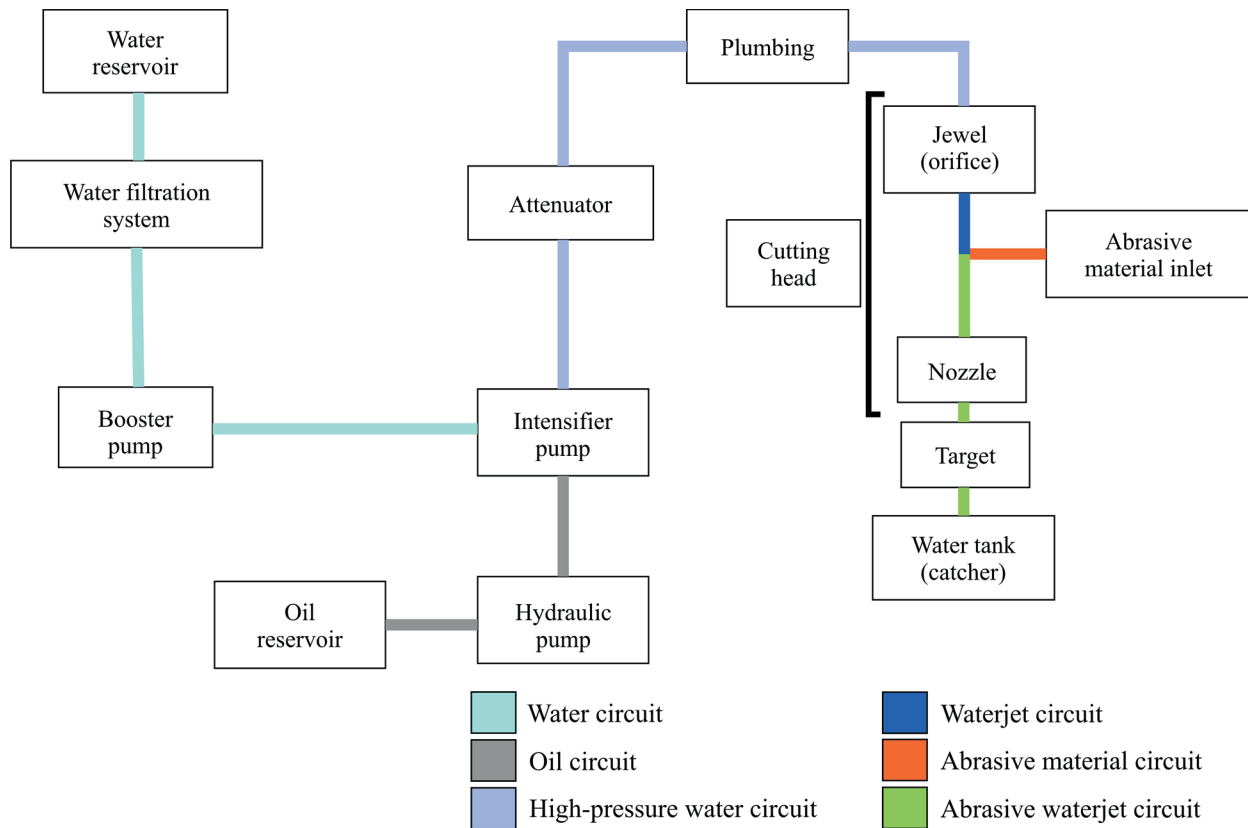 Water
reservoir
Water filtration
system
Booster
pump
Intensifier
pump
Oil
reservoir
Hydraulic
pump
Attenuator
Plumbing
Jewel
(orifice)
Cutting
head
Abrasive
material inlet
Nozzle
Target
Water tank
(catcher)
Water circuit
Oil circuit
High-pressure water circuit
Waterjet circuit
Abrasive material circuit
Abrasive waterjet circuit